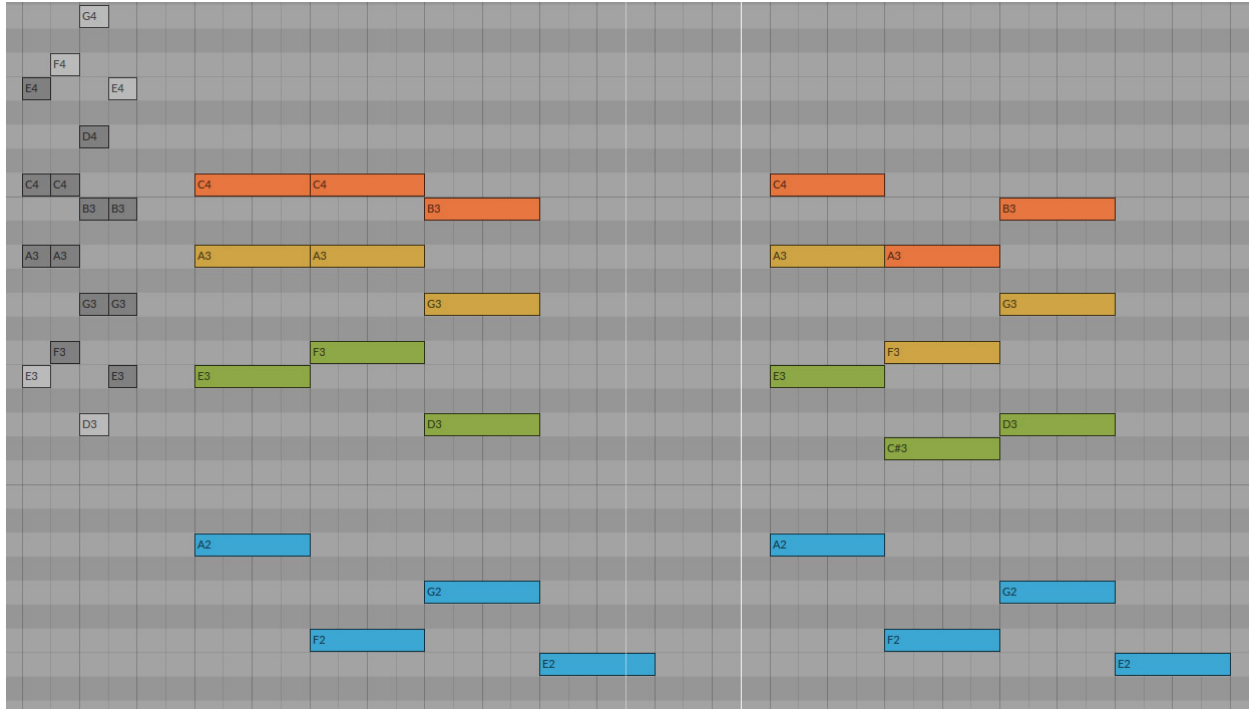 G4
F4
E4 E4
D4
C4 C4 C4 C4 C4
B3 B3 B3 B3
A3 A3 A3 A3 A3 A3
G3 G3 G3 G3
F3 F3 F3
E3 E3 E3 E3
D3 D3 D3
C#3
A2 A2
G2 G2
F2 F2
E2 E2